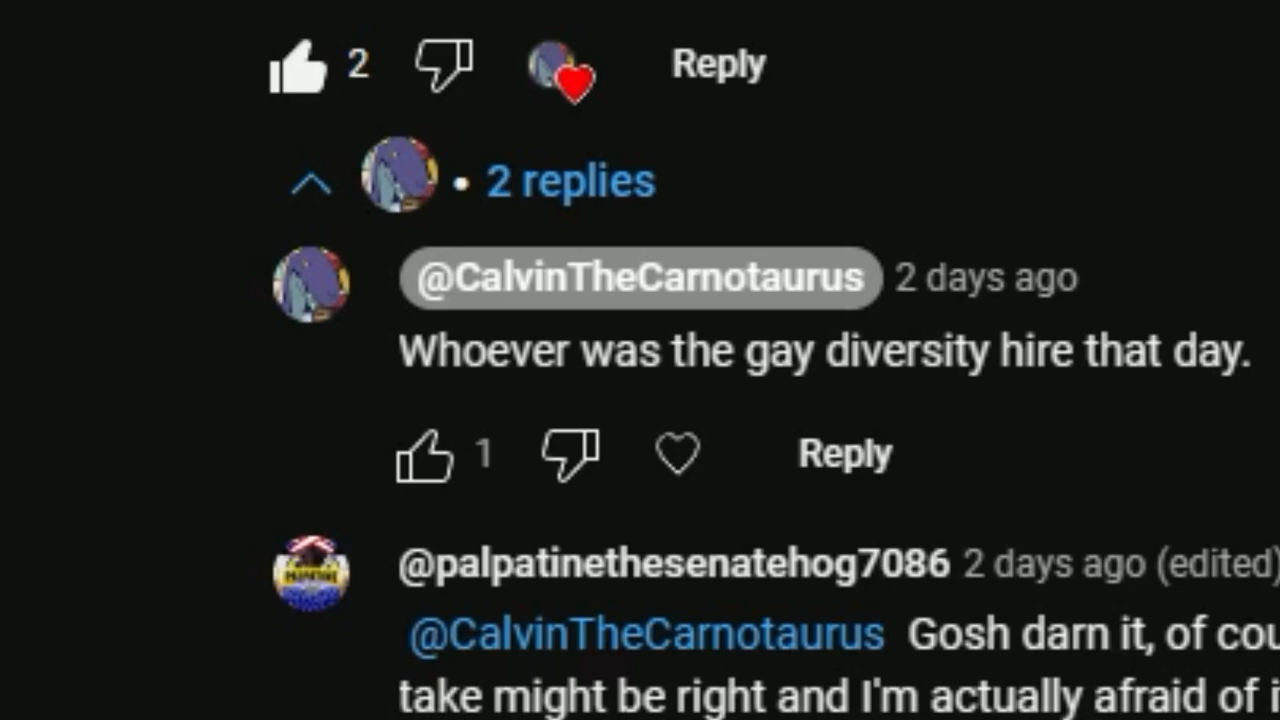 2 Reply
• 2 replies
@CalvinTheCarnotaurus 2 days ago
Whoever was the gay diversity hire that day.
1 Reply
@palpatinethesenatehog7086 2 days ago (edited)
@CalvinTheCarnotaurus Gosh darn it, of
take might be right and I'm actually afraid of